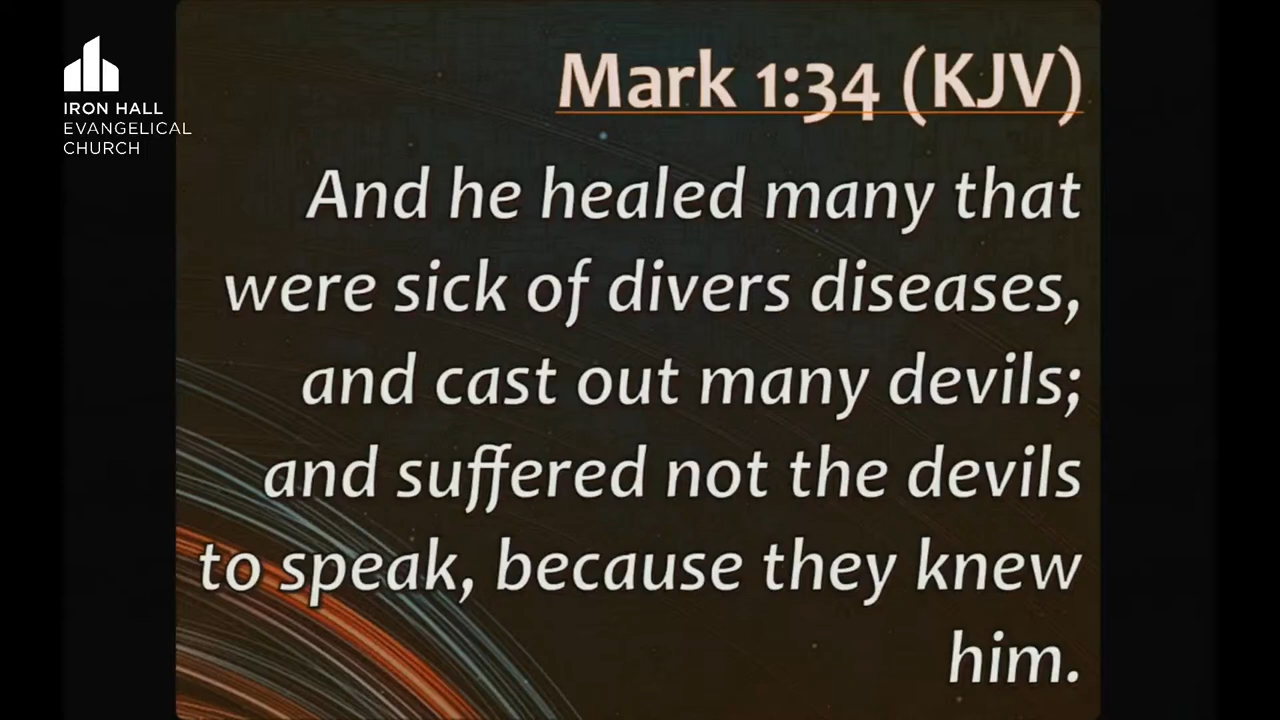 IRON HALL
EVANGELICAL
CHURCH
Mark 1:34 (KJV)
And he healed many that
were sick of divers diseases,
and cast out many devils;
and suffered not the devils
to speak, because they knew
him.